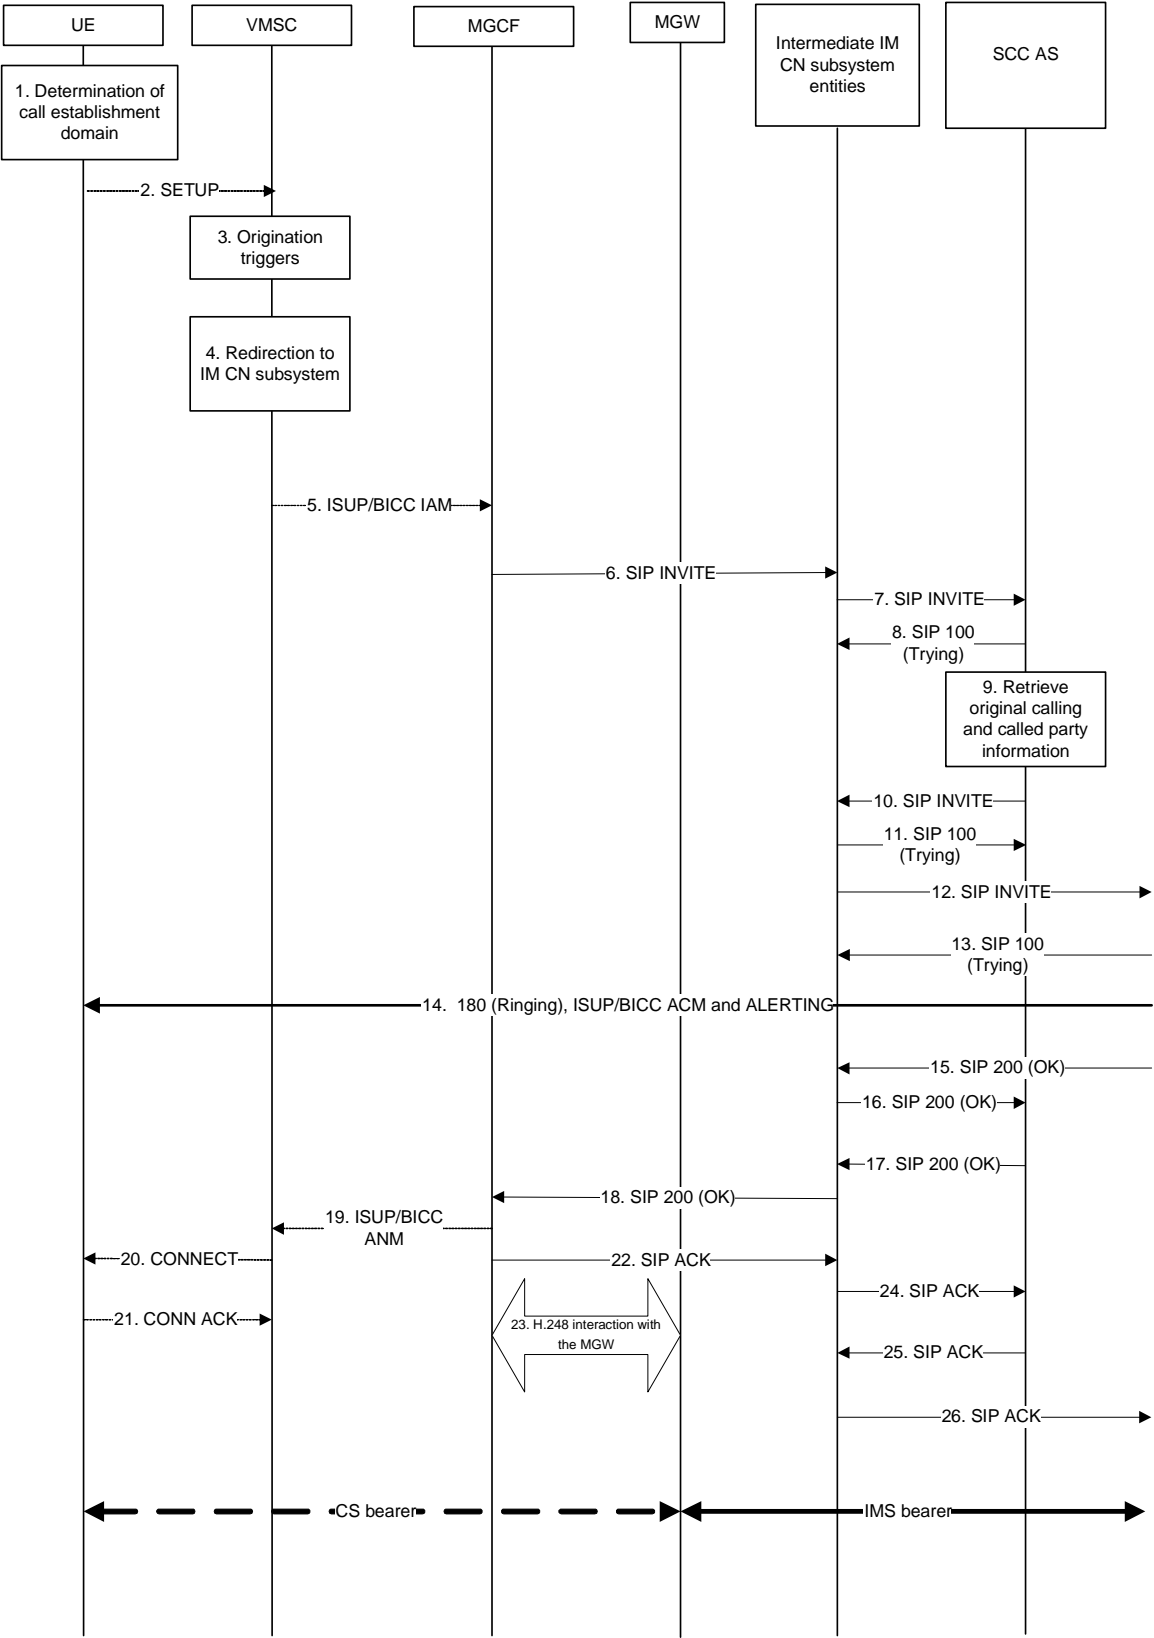 UE
VMSC
MGCF
MGW
Intermediate IM
CN subsystem
entities
SCC AS
1. Determination of
call establishment
domain
2. SETUP
3. Origination
triggers
4. Redirection to
IM CN subsystem
5. ISUP/BICC IAM
6. SIP INVITE
7. SIP INVITE
8. SIP 100
(Trying)
9. Retrieve
original calling
and called party
information
10. SIP INVITE
11. SIP 100
(Trying)
12. SIP INVITE
13. SIP 100
(Trying)
14. 180 (Ringing), ISUP/BICC ACM and ALERTING
15. SIP 200 (OK)
16. SIP 200 (OK)
17. SIP 200 (OK)
18. SIP 200 (OK)
19. ISUP/BICC
ANM
20. CONNECT
22. SIP ACK
24. SIP ACK
21. CONN ACK
23. H.248 interaction with
the MGW
25. SIP ACK
26. SIP ACK
CS bearer
IMS bearer